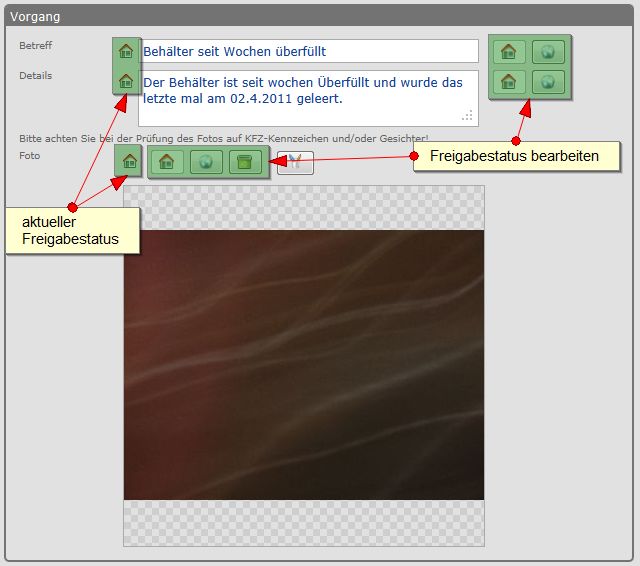 Vorgang
Betreff
Behälter seit Wochen überfüllt
Details
Der Behälter ist seit wochen Überfüllt und wurde das
letzte mal am 02.4.2011 geleert.
Bitte achten Sie bei der Prüfung des Fotos auf KFZ-Kennzeichen und/oder Gesichter!
Foto
Freigabestatus bearbeiten
aktueller
Freigabestatus